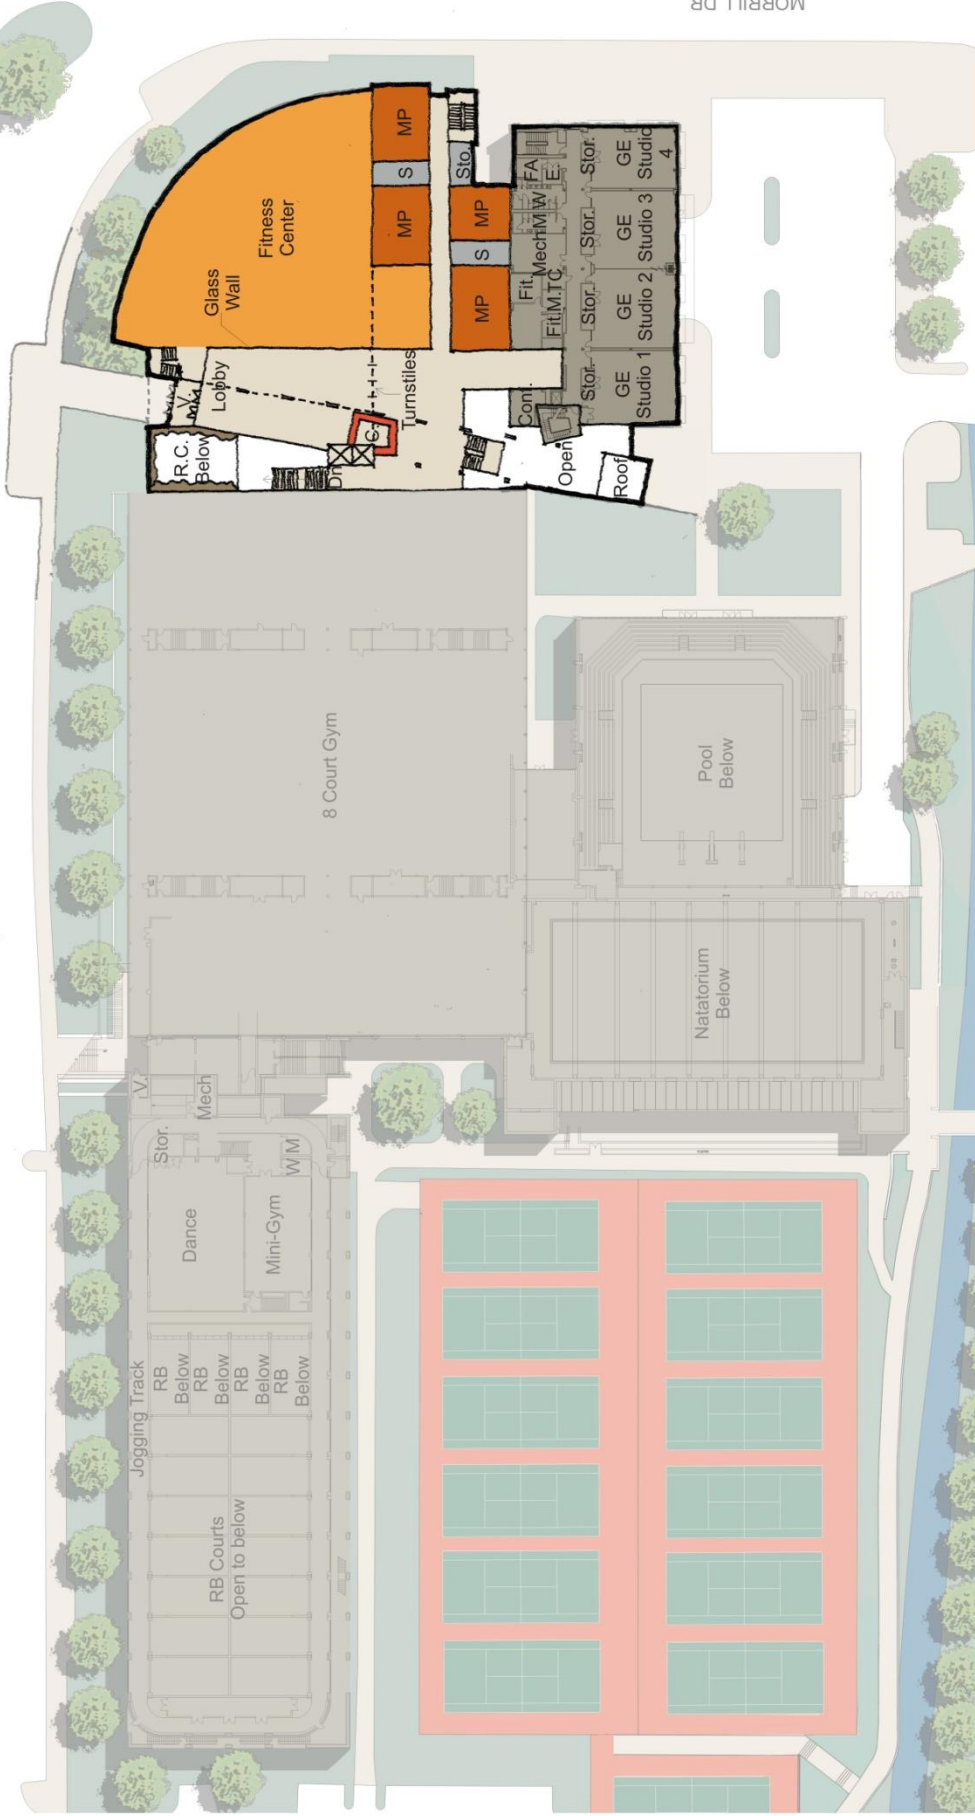 MORRILL DR
MP
S
MP
Sto.
MP
S
MP
Fitness
Center
Glass
Wall
FA
E.
W
M
Mech
Fit.
Fit.
M.
TC
Stor.
Stor.
Stor.
Stor.
GE
Studio
4
GE
Studio 3
GE
Studio 2
GE
Studio 1
V.
Lobby
Turnstiles
C.
Conf.
R.C.
Below
Dn
Open
Roof
8 Court Gym
Pool
Below
Natatorium
Below
V.
Mech
Stor.
W M
Dance
Mini-Gym
Jogging Track
RB
Below
RB
Below
RB
Below
RB
Below
RB Courts
Open to below